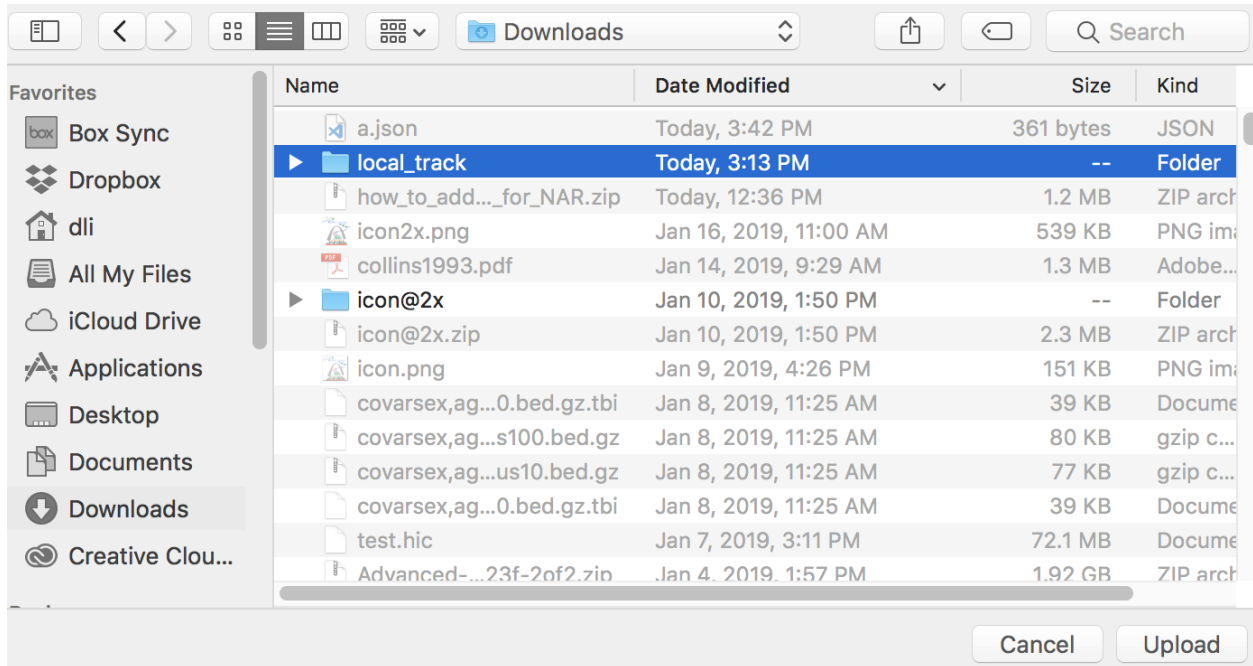 Downloads
Search
Favorites
box Box Sync
Dropbox
dli
All My Files
iCloud Drive
Applications
Desktop
Documents
Downloads
Creative Clou...
Name Date Modified Size Kind
a.json Today, 3:42 PM 361 bytes JSON
local_track Today, 3:13 PM -- Folder
how_to_add..._for_NAR.zip Today, 12:36 PM 1.2 MB ZIP arch
icon2x.png Jan 16, 2019, 11:00 AM 539 KB PNG ima
PDF collins1993.pdf Jan 14, 2019, 9:29 AM 1.3 MB Adobe...
icon@2x Jan 10, 2019, 1:50 PM -- Folder
icon@2x.zip Jan 10, 2019, 1:50 PM 2.3 MB ZIP arch
icon.png Jan 9, 2019, 4:26 PM 151 KB PNG ima
covarsex,ag...0.bed.gz.tbi Jan 8, 2019, 11:25 AM 39 KB Docume
covarsex,ag...s100.bed.gz Jan 8, 2019, 11:25 AM 80 KB gzip c...
covarsex,ag...us10.bed.gz Jan 8, 2019, 11:25 AM 77 KB gzip c...
covarsex,ag...0.bed.gz.tbi Jan 8, 2019, 11:25 AM 39 KB Docume
test.hic Jan 7, 2019, 3:11 PM 72.1 MB Docume
Advanced-...23f-2of2.zip Jan 4, 2019, 1:57 PM 1.92 GB ZIP arch
Cancel Upload